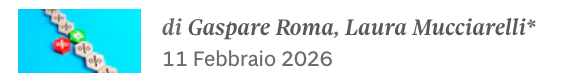 di Gaspare Roma, Laura Mucciarelli*
11 Febbraio 2026